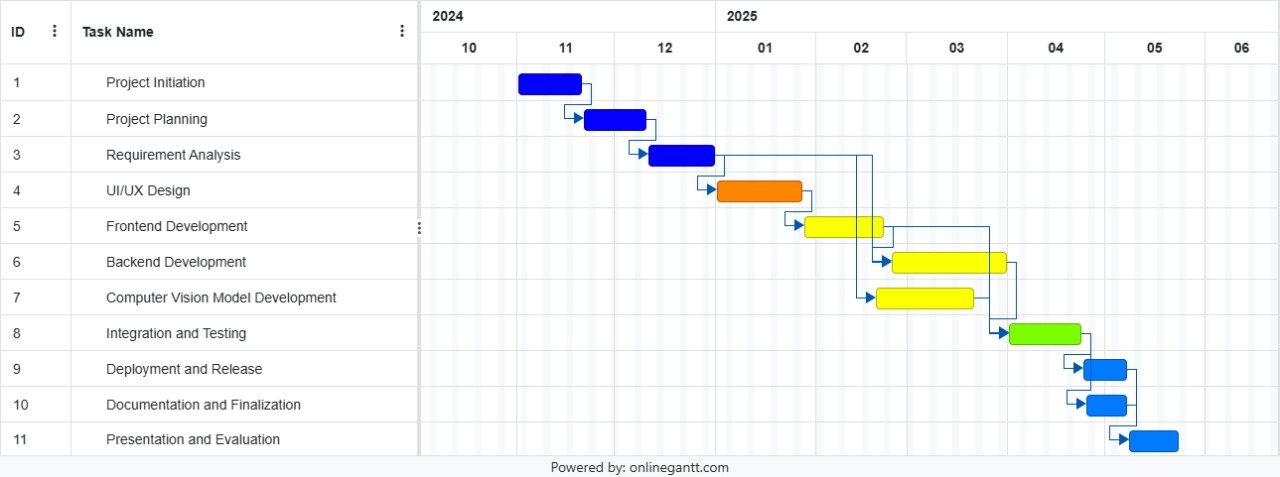 2024 2025
ID Task Name
10 11 12 01 02 03 04 05 06
1 Project Initiation
2 Project Planning
3 Requirement Analysis
4 UI/UX Design
5 Frontend Development
6 Backend Development
7 Computer Vision Model Development
8 Integration and Testing
9 Deployment and Release
10 Documentation and Finalization
11 Presentation and Evaluation
Powered by: onlinegantt.com